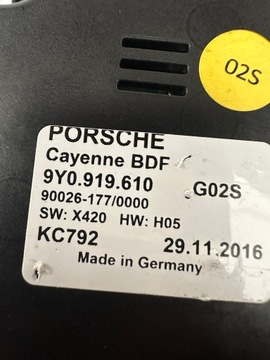 02S
PORSCHE
Cayenne BDF
9Y0.919.610 G02S
90026-177/0000
SW: X420 HW: H05
KC792 29.11.2016
Made in Germany